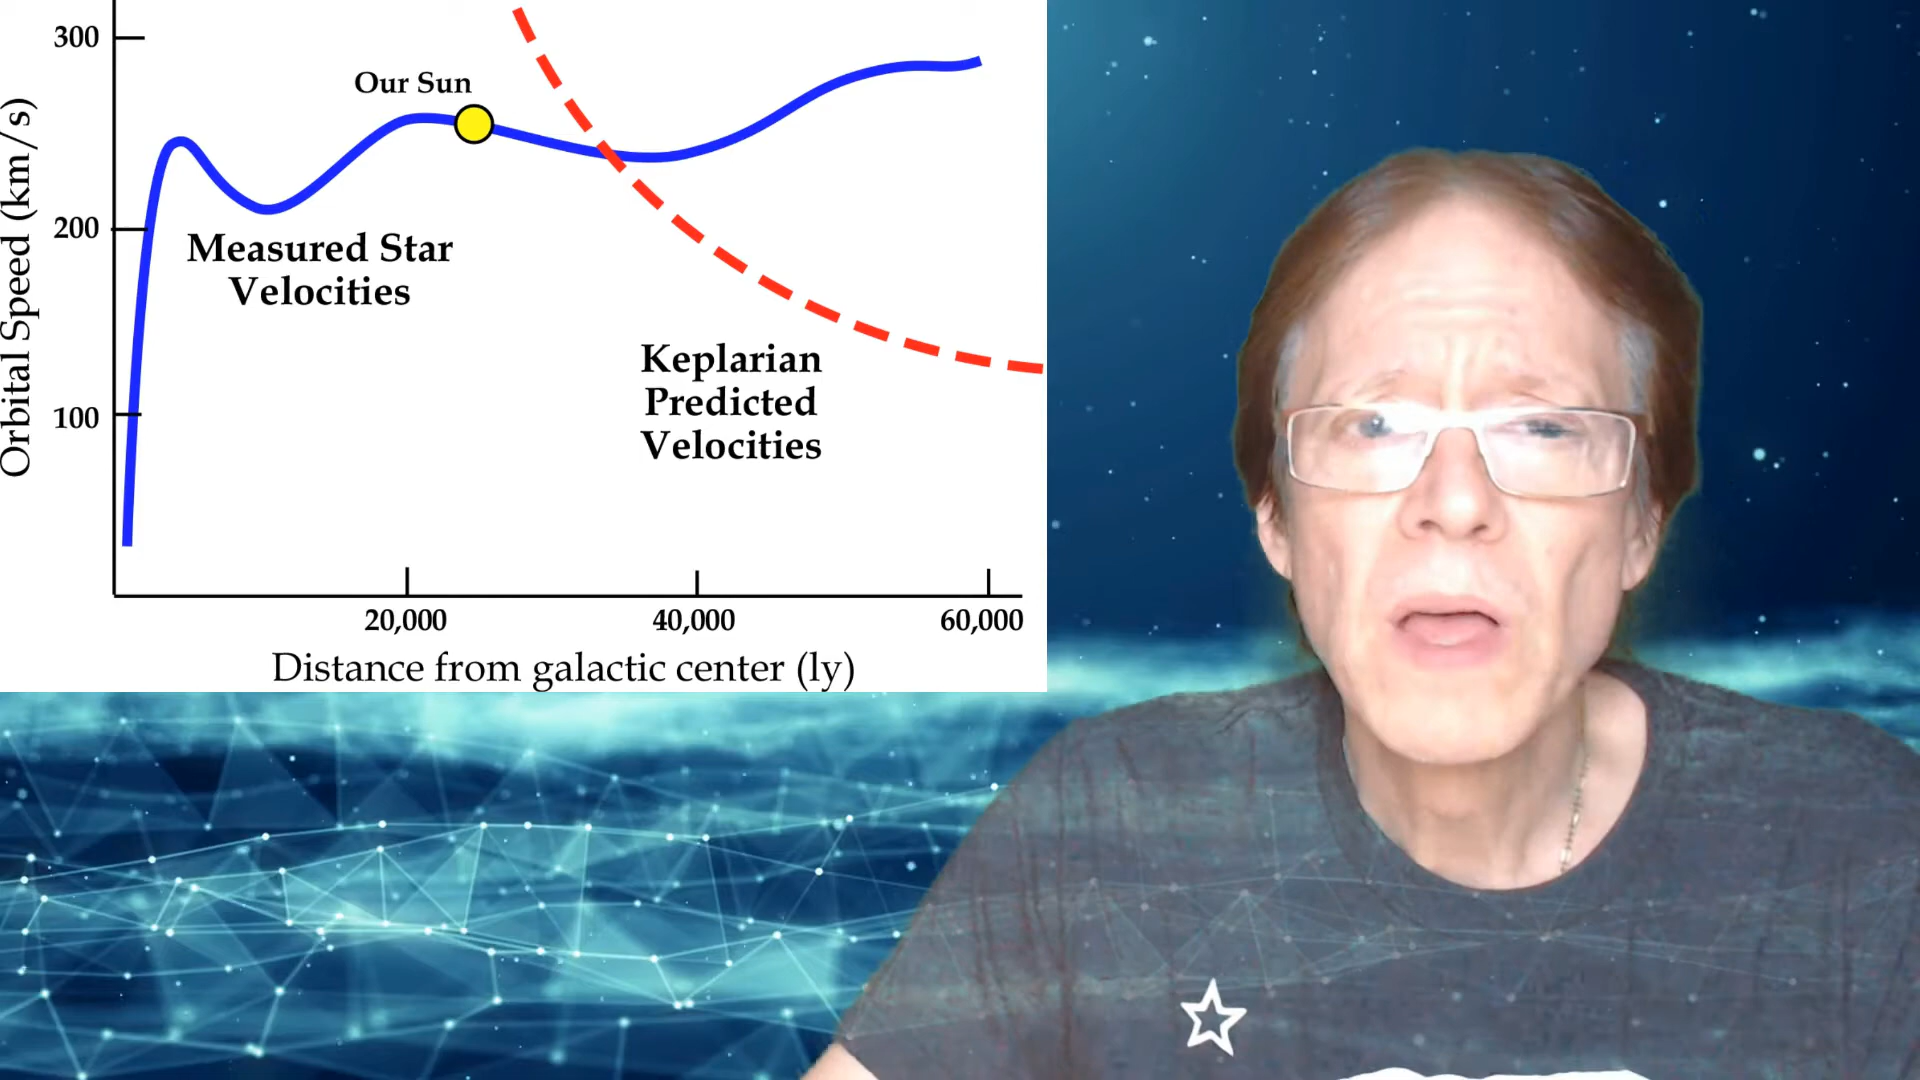 300
Our Sun
200
Measured Star
Velocities
Keplarian
Predicted
Velocities
100
Orbital Speed (km/s)
20,000
40,000
60,000
Distance from galactic center (ly)